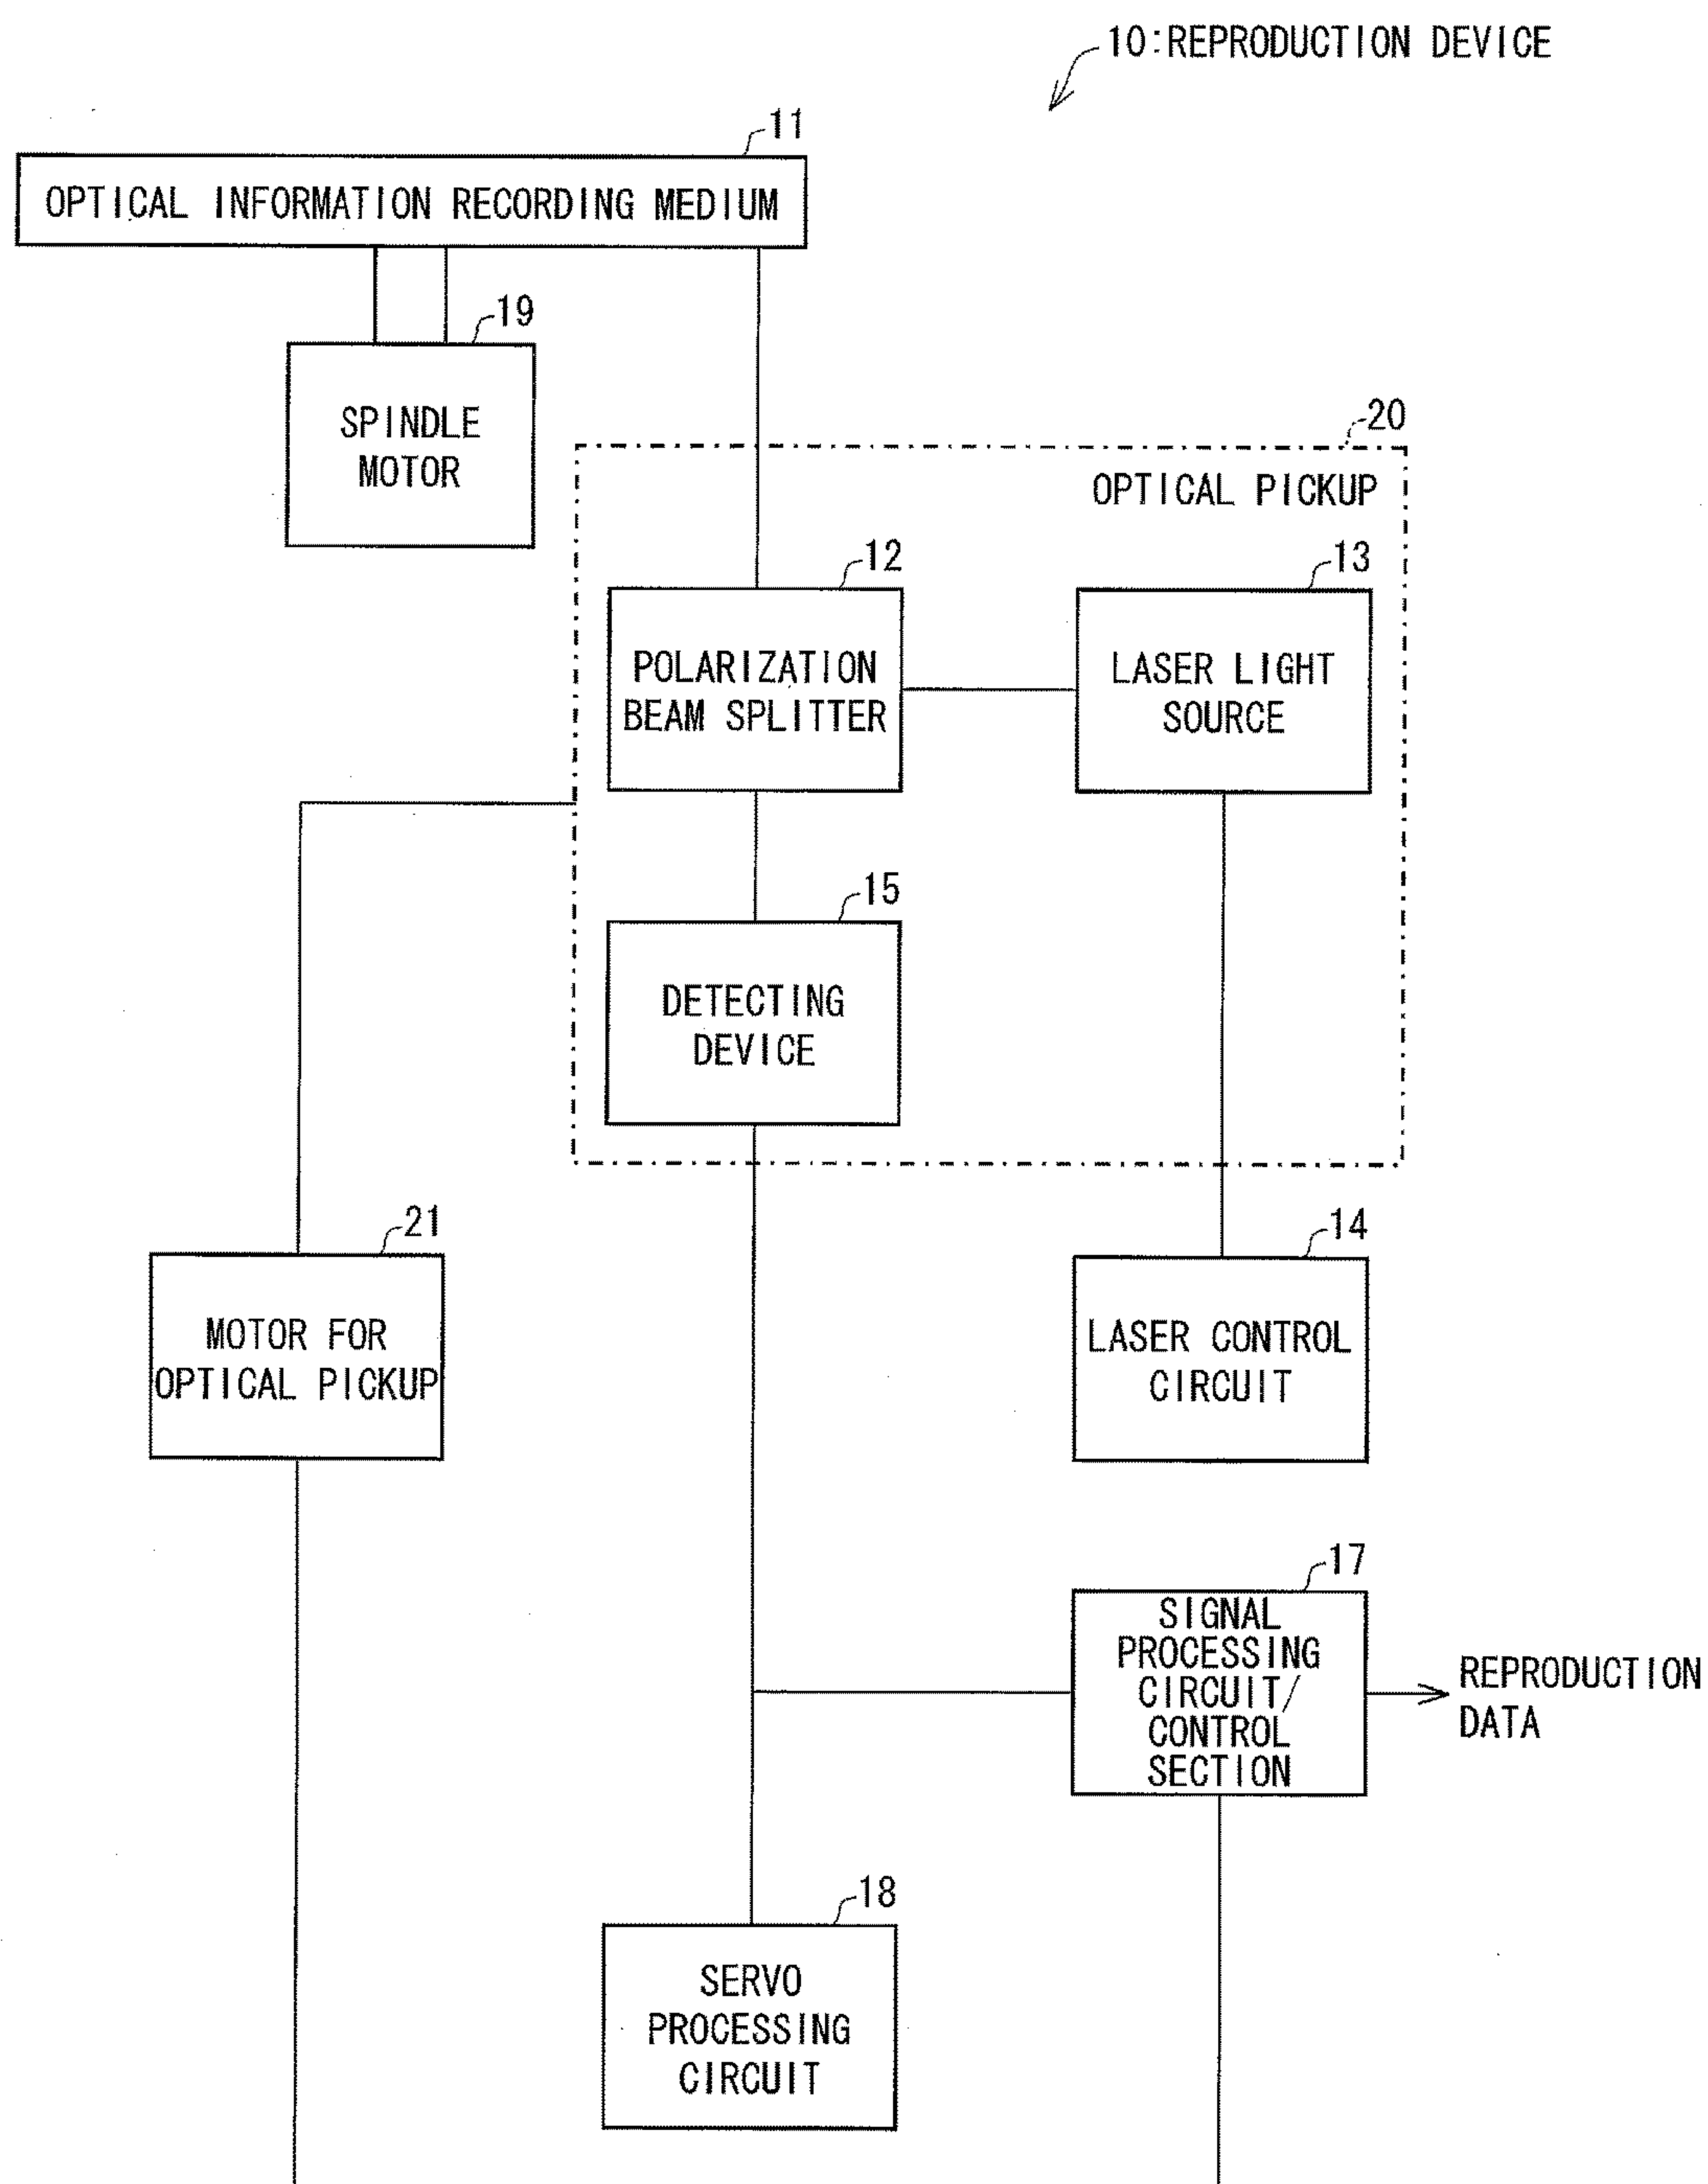 10:REPRODUCTION DEVICE
11
OPTICAL INFORMATION RECORDING MEDIUM
19
SPINDLE
MOTOR
20
OPTICAL PICKUP
12
POLARIZATION
BEAM SPLITTER
13
LASER LIGHT
SOURCE
15
DETECTING
DEVICE
21
MOTOR FOR
OPTICAL PICKUP
14
LASER CONTROL
CIRCUIT
17
SIGNAL
PROCESSING
CIRCUIT/
CONTROL
SECTION
REPRODUCTION
DATA
18
SERVO
PROCESSING
CIRCUIT